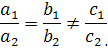 a₁/a₂ = b₁/b₂ ≠ c₁/c₂.